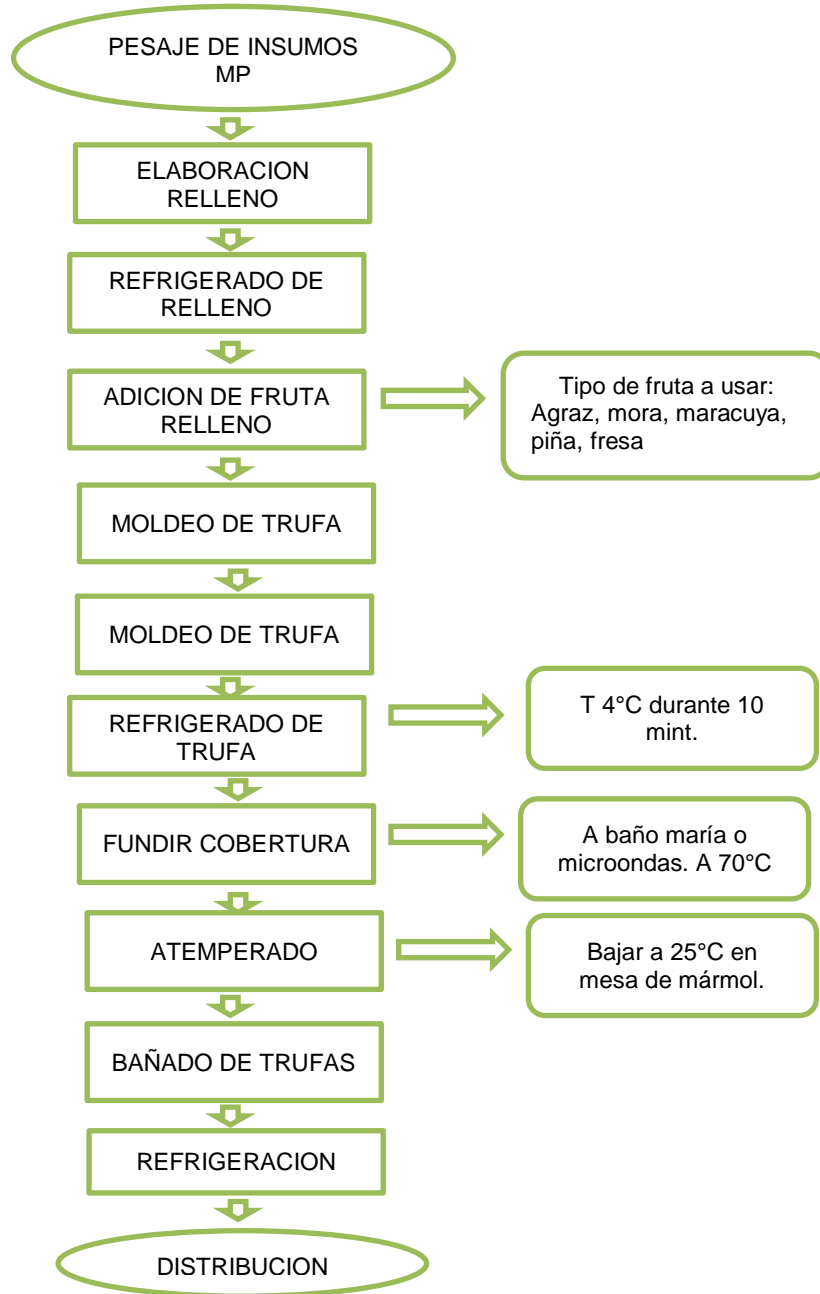 PESAJE DE INSUMOS
MP
ELABORACION
RELLENO
REFRIGERADO DE
RELLENO
ADICION DE FRUTA
RELLENO
Tipo de fruta a usar:
Agraz, mora, maracuya,
piña, fresa
MOLDEO DE TRUFA
MOLDEO DE TRUFA
REFRIGERADO DE
TRUFA
T 4°C durante 10
mint.
FUNDIR COBERTURA
A baño maría o
microondas. A 70°C
ATEMPERADO
Bajar a 25°C en
mesa de mármol.
BAÑADO DE TRUFAS
REFRIGERACION
DISTRIBUCION